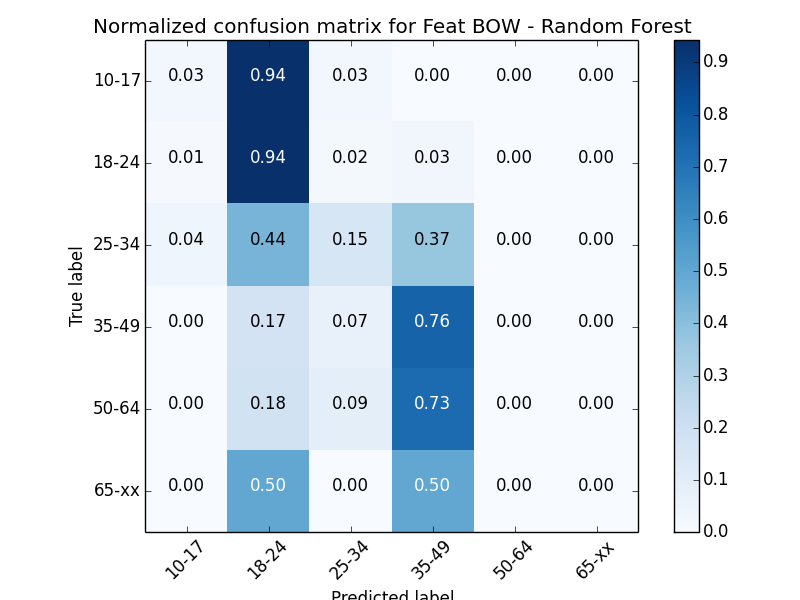 Normalized confusion matrix for Feat BOW - Random Forest
10-17 0.03 0.94 0.03 0.00 0.00 0.00
18-24 0.01 0.94 0.02 0.03 0.00 0.00
25-34 0.04 0.44 0.15 0.37 0.00 0.00
35-49 0.00 0.17 0.07 0.76 0.00 0.00
50-64 0.00 0.18 0.09 0.73 0.00 0.00
65-xx 0.00 0.50 0.00 0.50 0.00 0.00
True label
10-17 18-24 25-34 35-49 50-64 65-xx
Predicted label
0.9
0.8
0.7
0.6
0.5
0.4
0.3
0.2
0.1
0.0